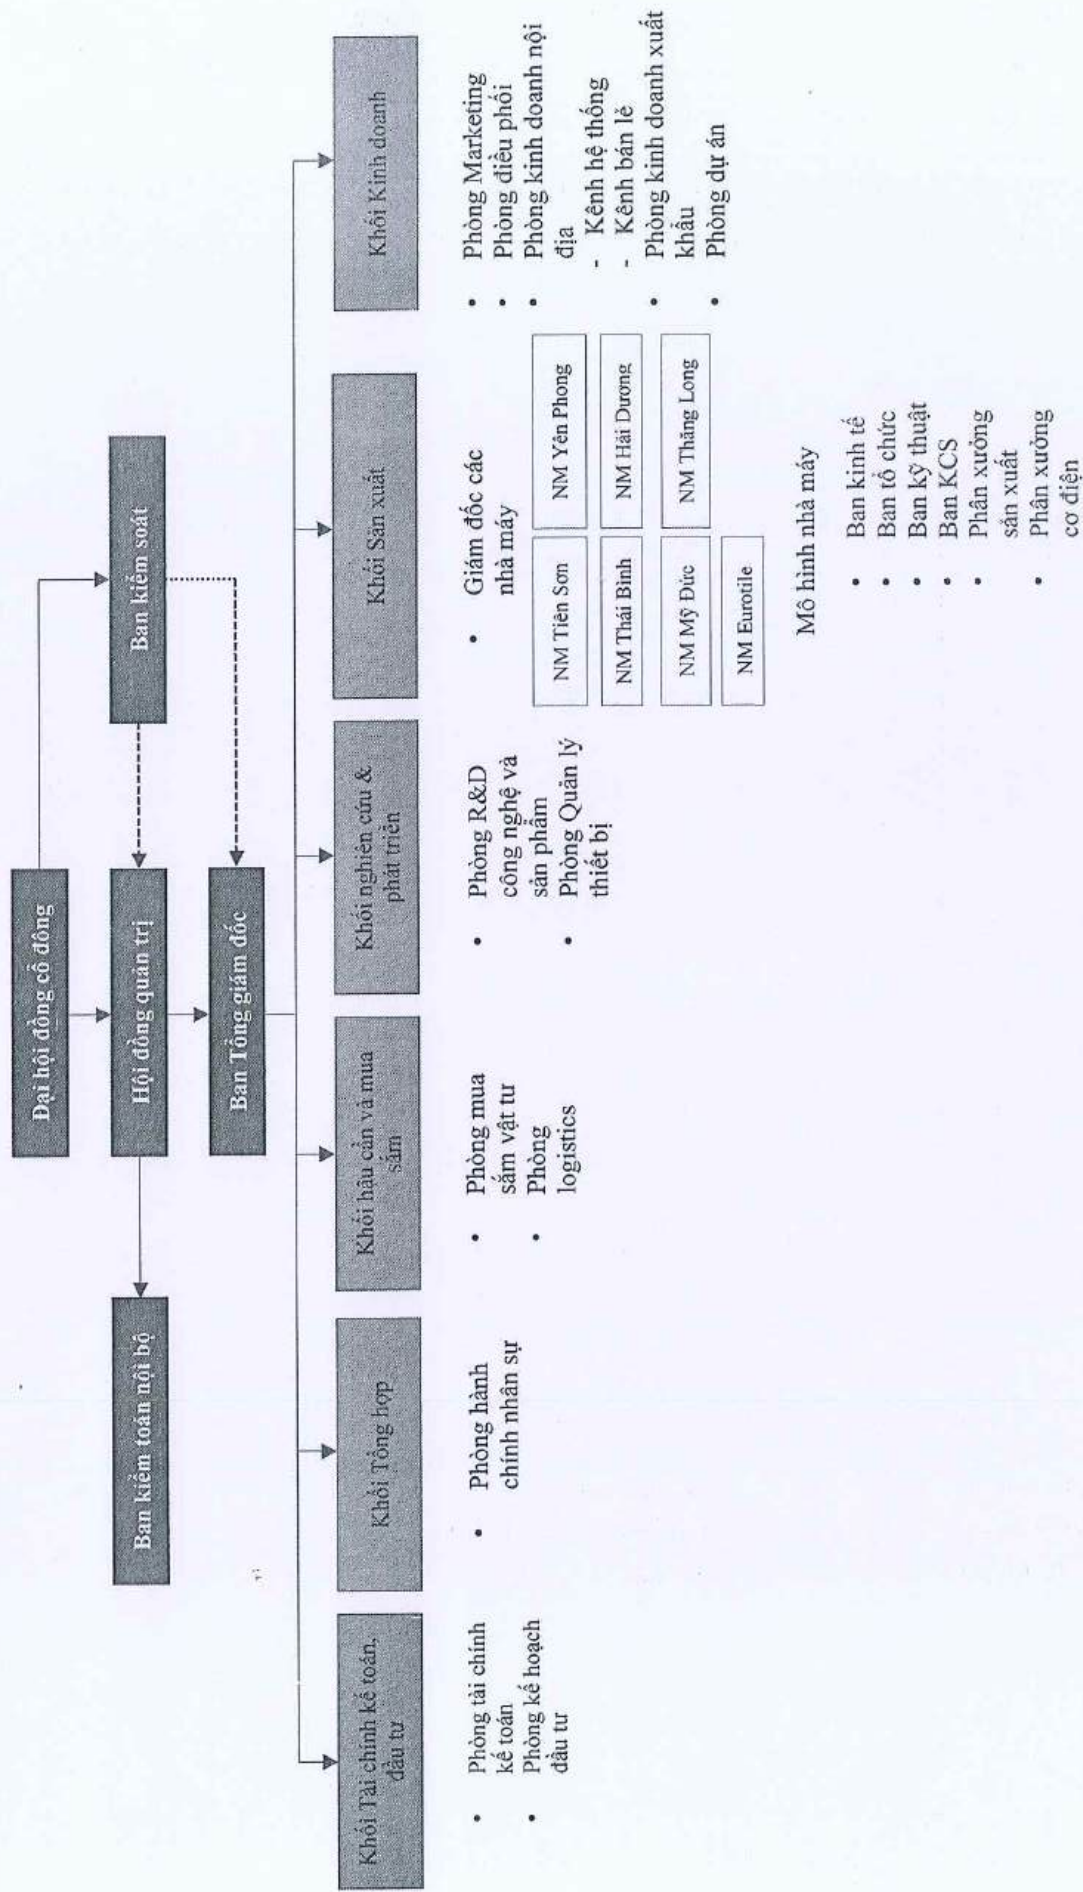 Đại hội đồng cổ đông
Hội đồng quản trị
Ban kiểm soát
Ban kiểm toán nội bộ
Ban Tổng giám đốc
Khối Tài chính kế toán,
đầu tư
• Phòng tài chính
kế toán
• Phòng kế hoạch
đầu tư
Khối Tổng hợp
• Phòng hành
chính nhân sự
Khối hậu cần và mua
sắm
• Phòng mua
sắm vật tư
• Phòng
logistics
Khối nghiên cứu &
phát triển
• Phòng R&D
công nghệ và
sản phẩm
• Phòng Quản lý
thiết bị
Khối Sản xuất
• Giám đốc các
nhà máy
NM Tiên Sơn
NM Yên Phong
NM Thái Bình
NM Hải Dương
NM Mỹ Đức
NM Thăng Long
NM Eurotile
Mô hình nhà máy
• Ban kinh tế
• Ban tổ chức
• Ban kỹ thuật
• Ban KCS
• Phân xưởng
sản xuất
• Phân xưởng
cơ điện
Khối Kinh doanh
• Phòng Marketing
• Phòng điều phối
• Phòng kinh doanh nội
địa
- Kênh hệ thống
- Kênh bán lẻ
• Phòng kinh doanh xuất
khẩu
• Phòng dự án